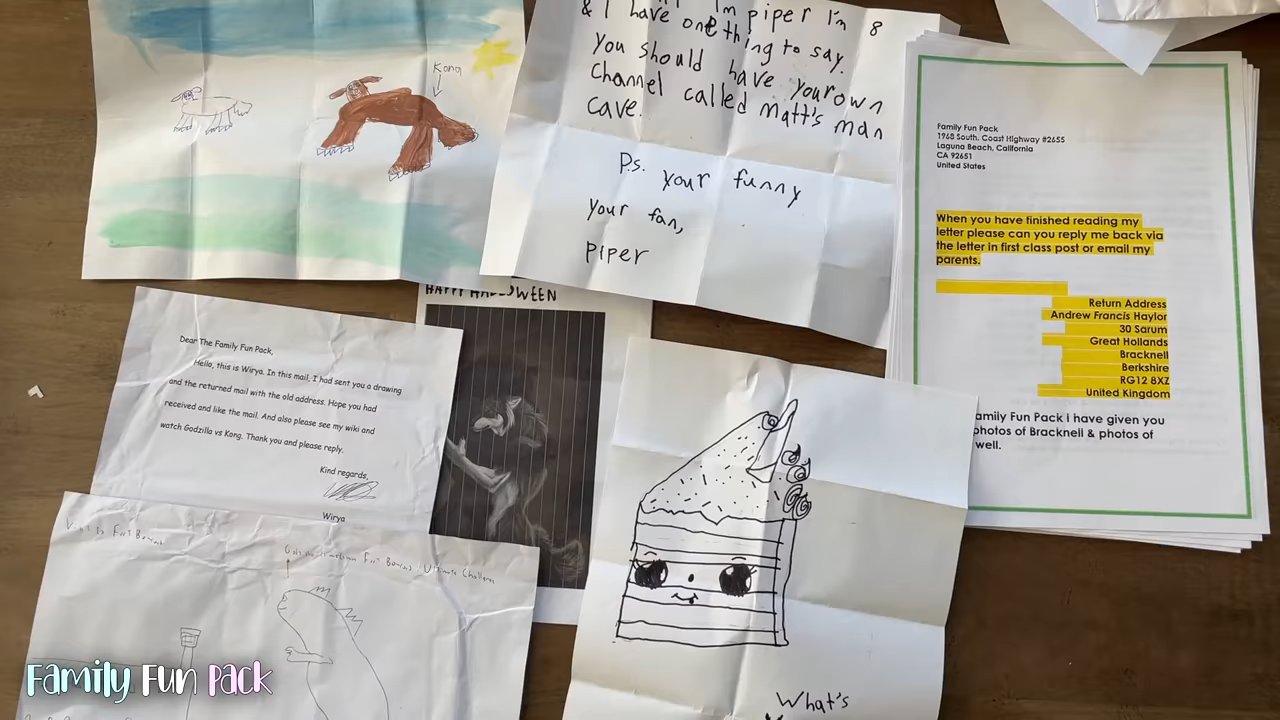 Kong
I'm piper I'm 8
& I have one thing to say.
You should have your own
Channel called Matt's man
cave.
P.s. your funny
your fan,
piper
Family Fun Pack
1968 South. Coast Highway #2655
Laguna Beach, California
CA 92651
United States
When you have finished reading my
letter please can you reply me back via
the letter in first class post or email my
parents.
Return Address
Andrew Francis Haylor
30 Sarum
Great Hollands
Bracknell
Berkshire
RG12 8XZ
United Kingdom
amily Fun Pack I have given you
photos of Bracknell & photos of
well.
HAPPY HALLOWEEN
Dear The Family Fun Pack,
Hello, this is Wirya. In this mail, I had sent you a drawing
and the returned mail with the old address. Hope you had
received and like the mail. And also please see my wiki and
watch Godzilla vs Kong. Thank you and please reply.
Kind regards,
Wirya
Ultimate Challenge
What's
Family Fun Pack